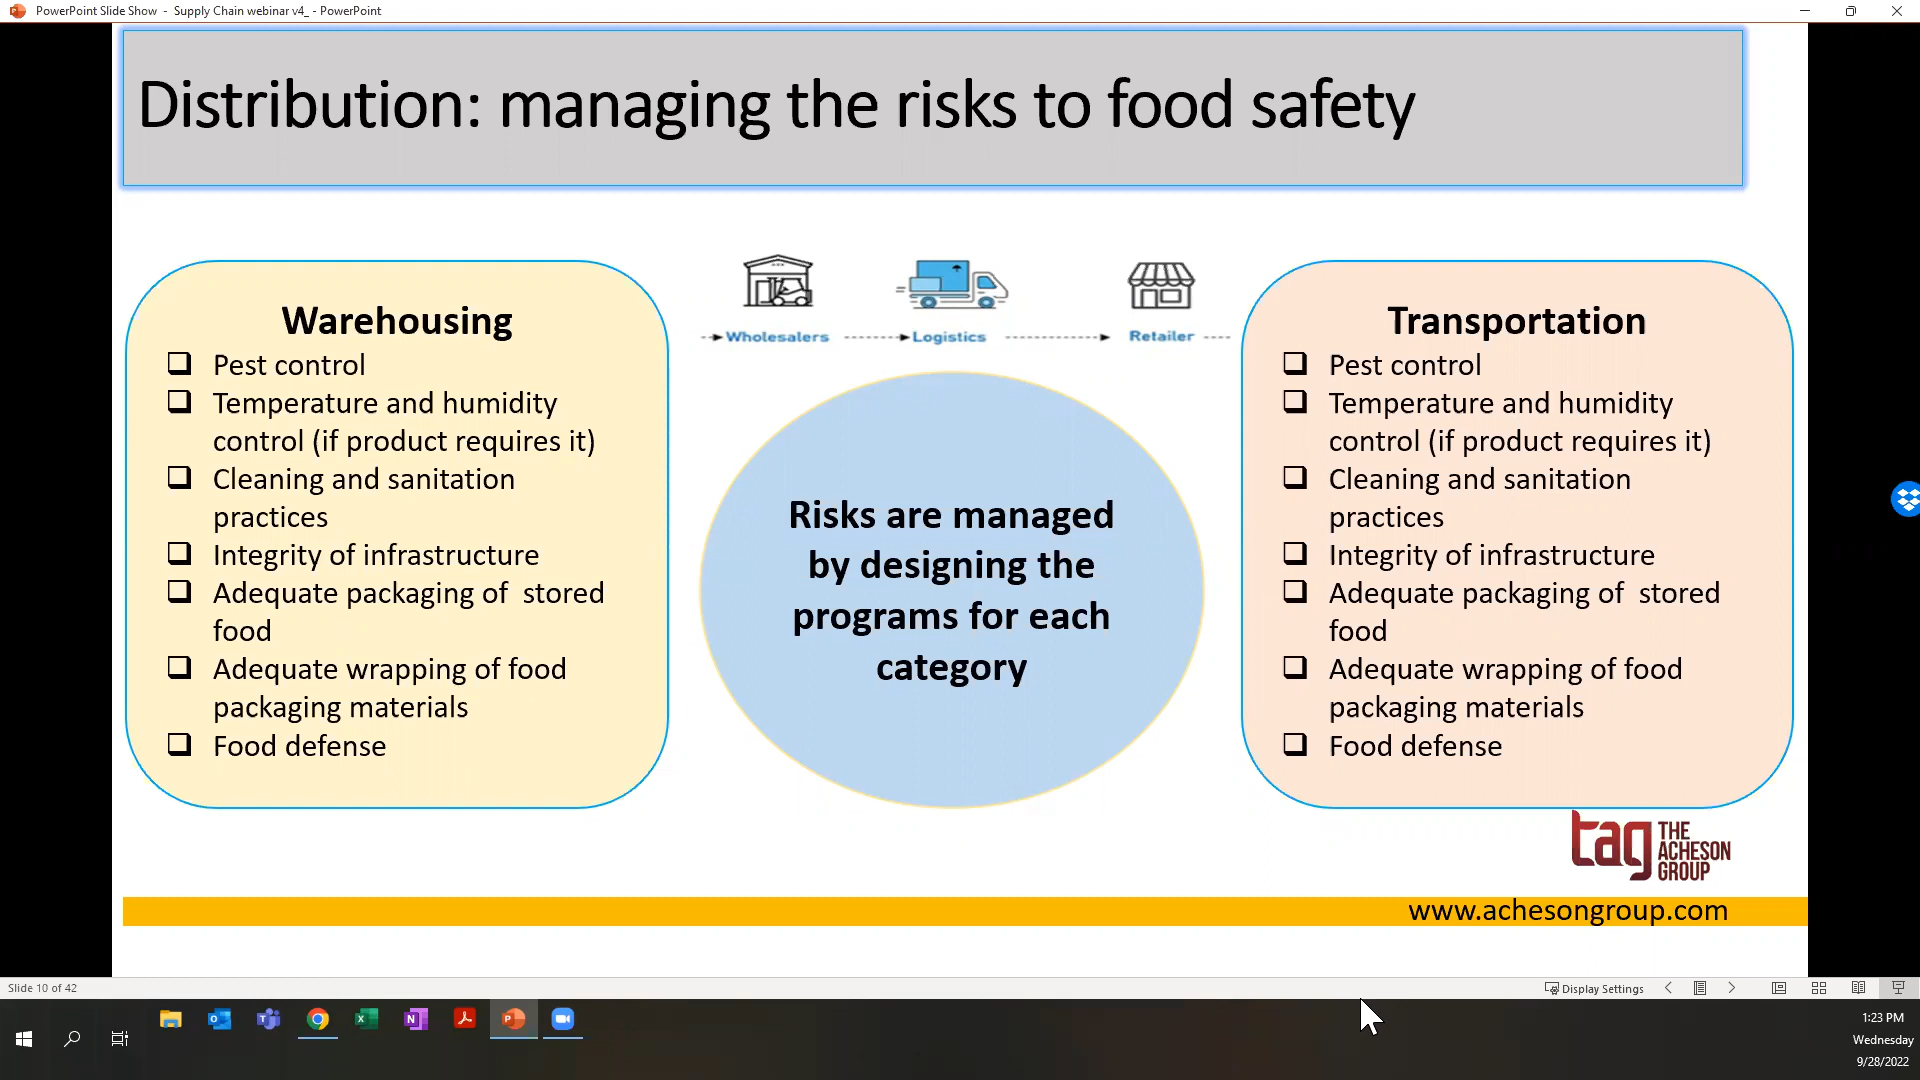 PowerPoint Slide Show - Supply Chain webinar v4_ - PowerPoint
Distribution: managing the risks to food safety
Warehousing
Pest control
Temperature and humidity
control (if product requires it)
Cleaning and sanitation
practices
Integrity of infrastructure
Adequate packaging of  stored
food
Adequate wrapping of food
packaging materials
Food defense
Wholesalers
Logistics
Retailer
Risks are managed
by designing the
programs for each
category
Transportation
Pest control
Temperature and humidity
control (if product requires it)
Cleaning and sanitation
practices
Integrity of infrastructure
Adequate packaging of  stored
food
Adequate wrapping of food
packaging materials
Food defense
tag THE
ACHESON
GROUP
www.achesongroup.com
Slide 10 of 42
Display Settings
1:23 PM
Wednesday
9/28/2022